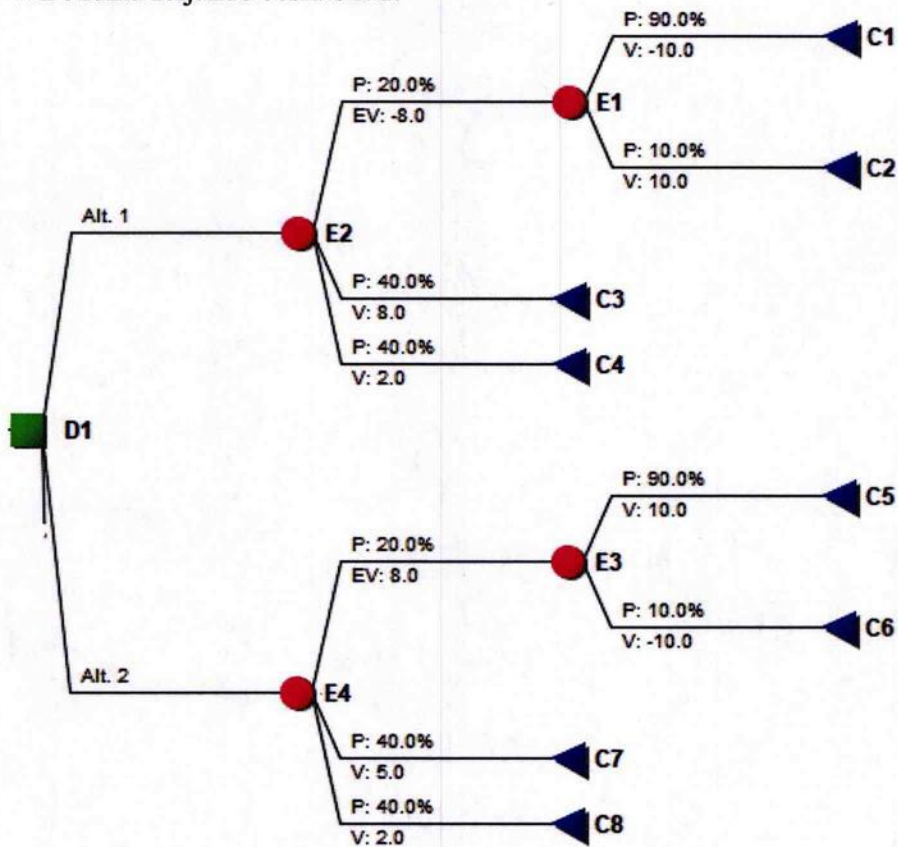 P: 90.0%
V: -10.0
C1
P: 20.0%
EV: -8.0
E1
P: 10.0%
V: 10.0
C2
Alt. 1
E2
P: 40.0%
V: 8.0
C3
P: 40.0%
V: 2.0
C4
D1
P: 90.0%
V: 10.0
C5
P: 20.0%
EV: 8.0
E3
P: 10.0%
V: -10.0
C6
Alt. 2
E4
P: 40.0%
V: 5.0
C7
P: 40.0%
V: 2.0
C8